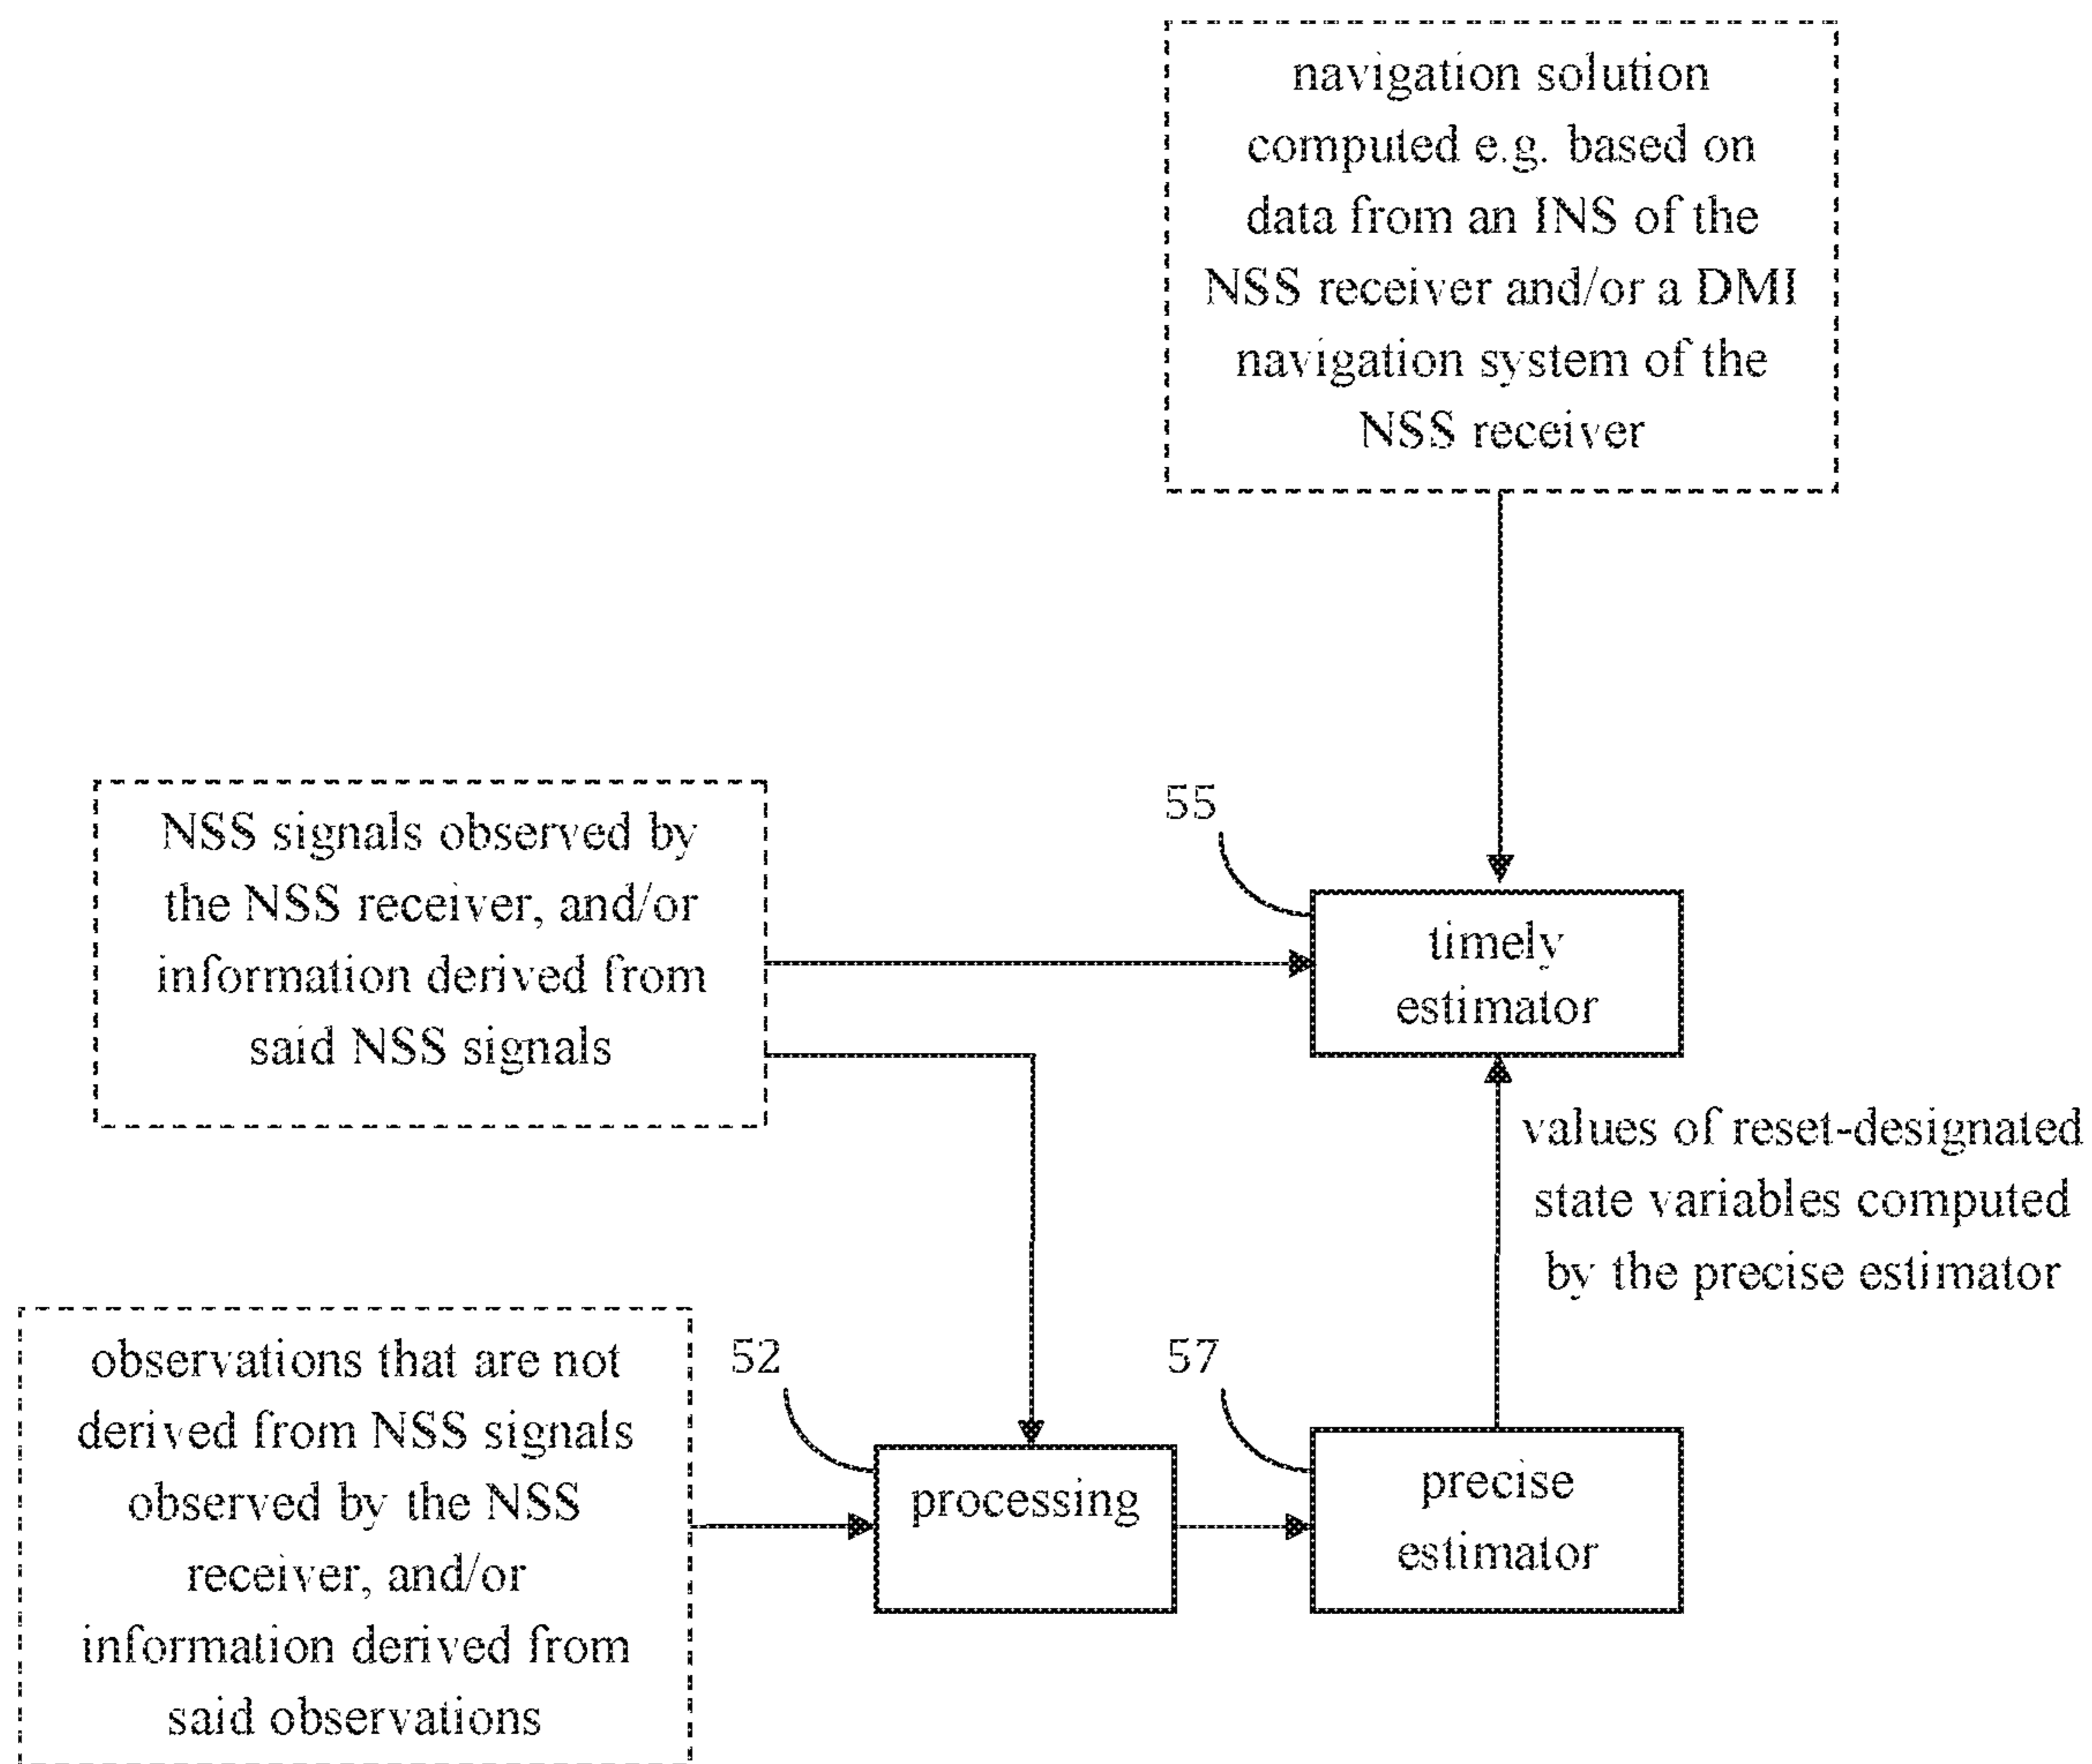 navigation solution
computed e.g. based on
data from an INS of the
NSS receiver and/or a DMI
navigation system of the
NSS receiver
55
NSS signals observed by
the NSS receiver, and/or
information derived from
said NSS signals
timely
estimator
values of reset-designated
state variables computed
by the precise estimator
observations that are not
derived from NSS signals
observed by the NSS
receiver, and/or
information derived from
said observations
52
processing
57
precise
estimator